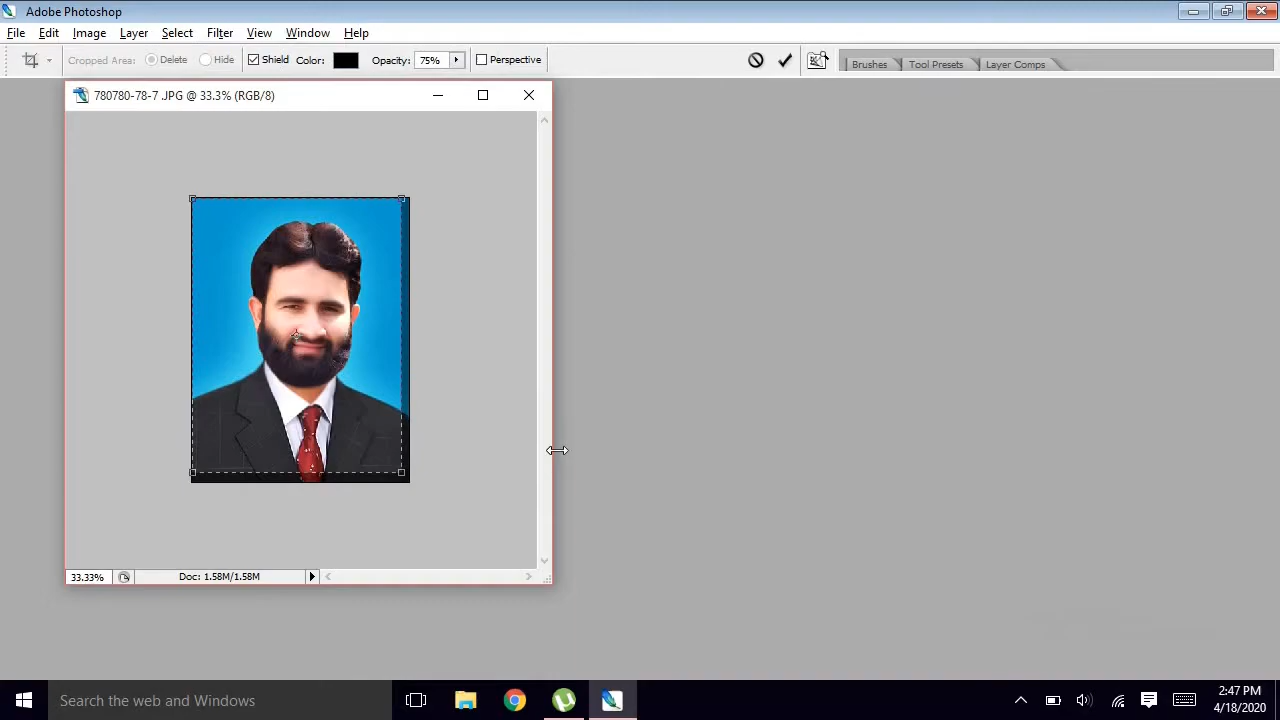 Adobe Photoshop
File Edit Image Layer Select Filter View Window Help
Cropped Area: Delete Hide Shield Color: Opacity: 75% Perspective Brushes Tool Presets Layer Comps
780780-78-7 .JPG @ 33.3% (RGB/8)
33.33% Doc: 1.58M/1.58M
Search the web and Windows
2:47 PM
4/18/2020